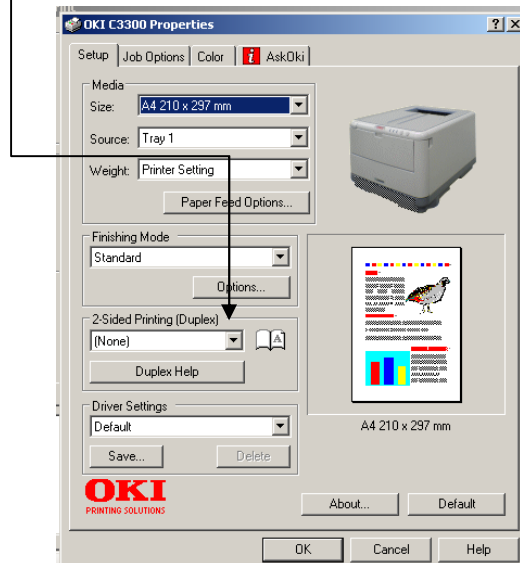 OKI C3300 Properties
Setup Job Options Color i AskOki
Media
Size: A4 210 x 297 mm
Source: Tray 1
Weight: Printer Setting
Paper Feed Options...
Finishing Mode
Standard
Options...
2-Sided Printing (Duplex)
(None)
A
Duplex Help
Driver Settings
Default
Save... Delete
A4 210 x 297 mm
OKI
PRINTING SOLUTIONS
About... Default
OK Cancel Help